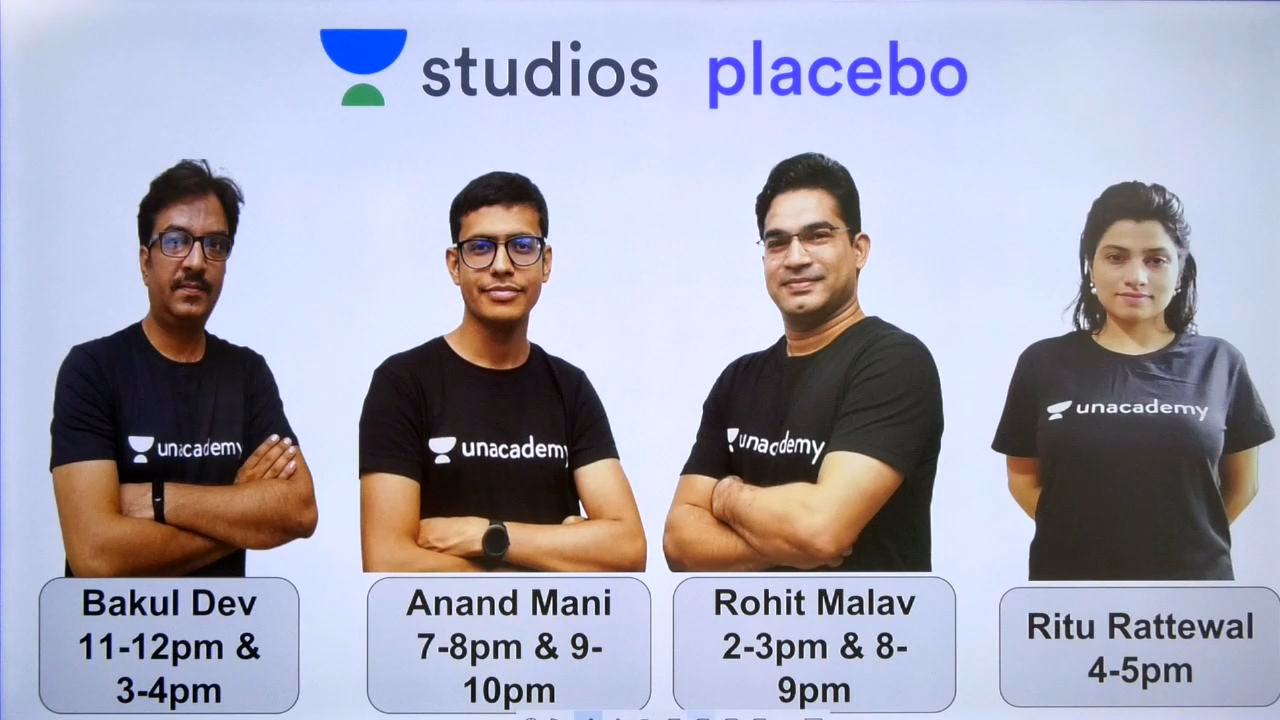 studios placebo
unacademy
unacademy
unacademy
unacademy
Bakul Dev
11-12pm &
3-4pm
Anand Mani
7-8pm & 9-
10pm
Rohit Malav
2-3pm & 8-
9pm
Ritu Rattewal
4-5pm